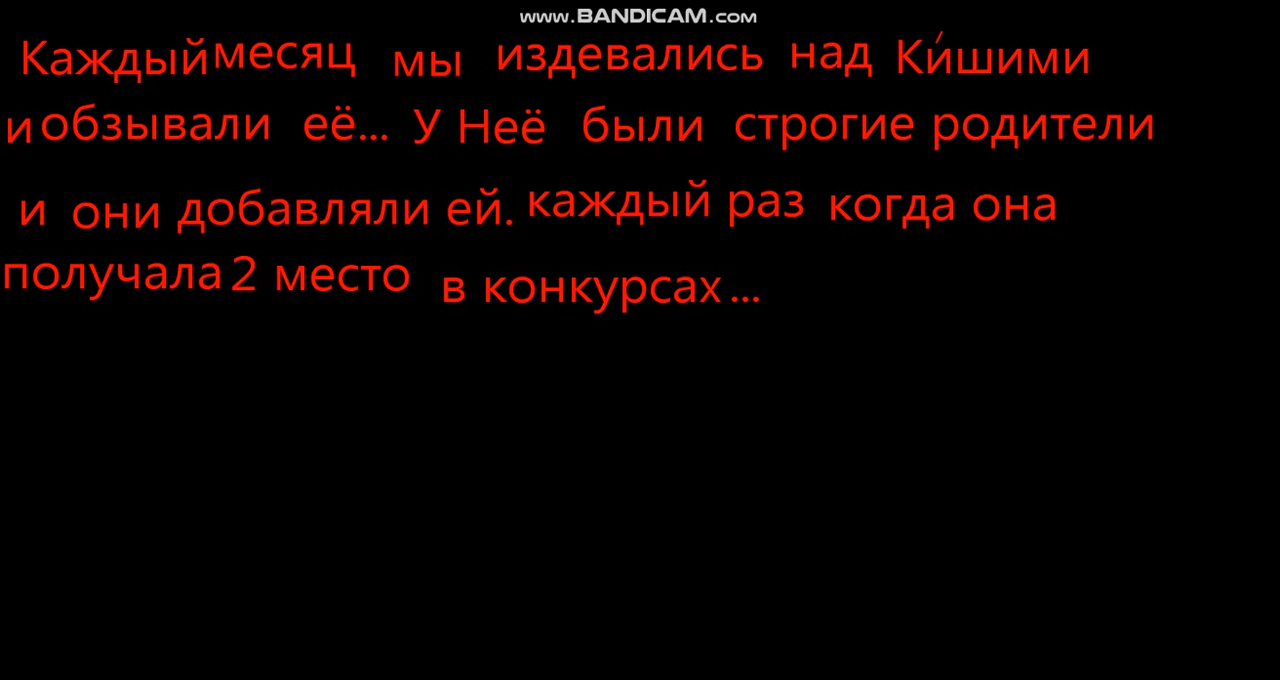 www.BANDICAM.com
Каждый месяц мы издевались над Ки́шими
и обзывали её... У Неё были строгие родители
и они добавляли ей. каждый раз когда она
получала 2 место в конкурсах ...